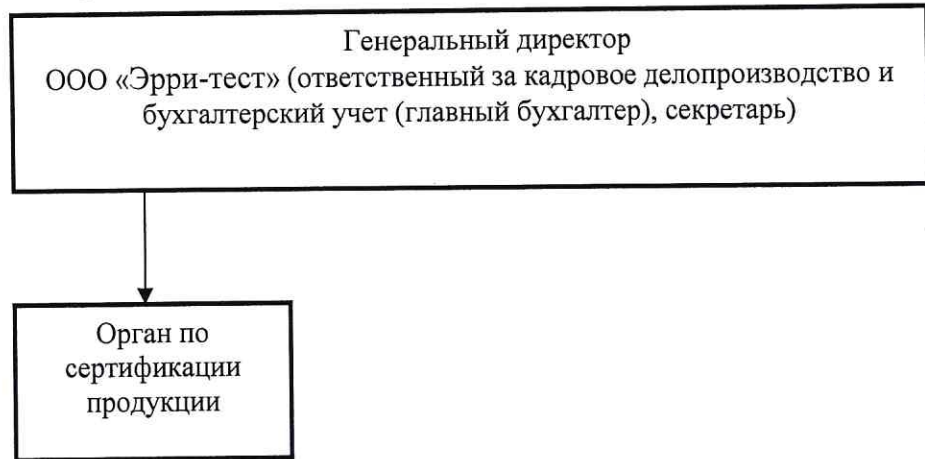 Генеральный директор
ООО «Эрри-тест» (ответственный за кадровое делопроизводство и
бухгалтерский учет (главный бухгалтер), секретарь)
Орган по
сертификации
продукции